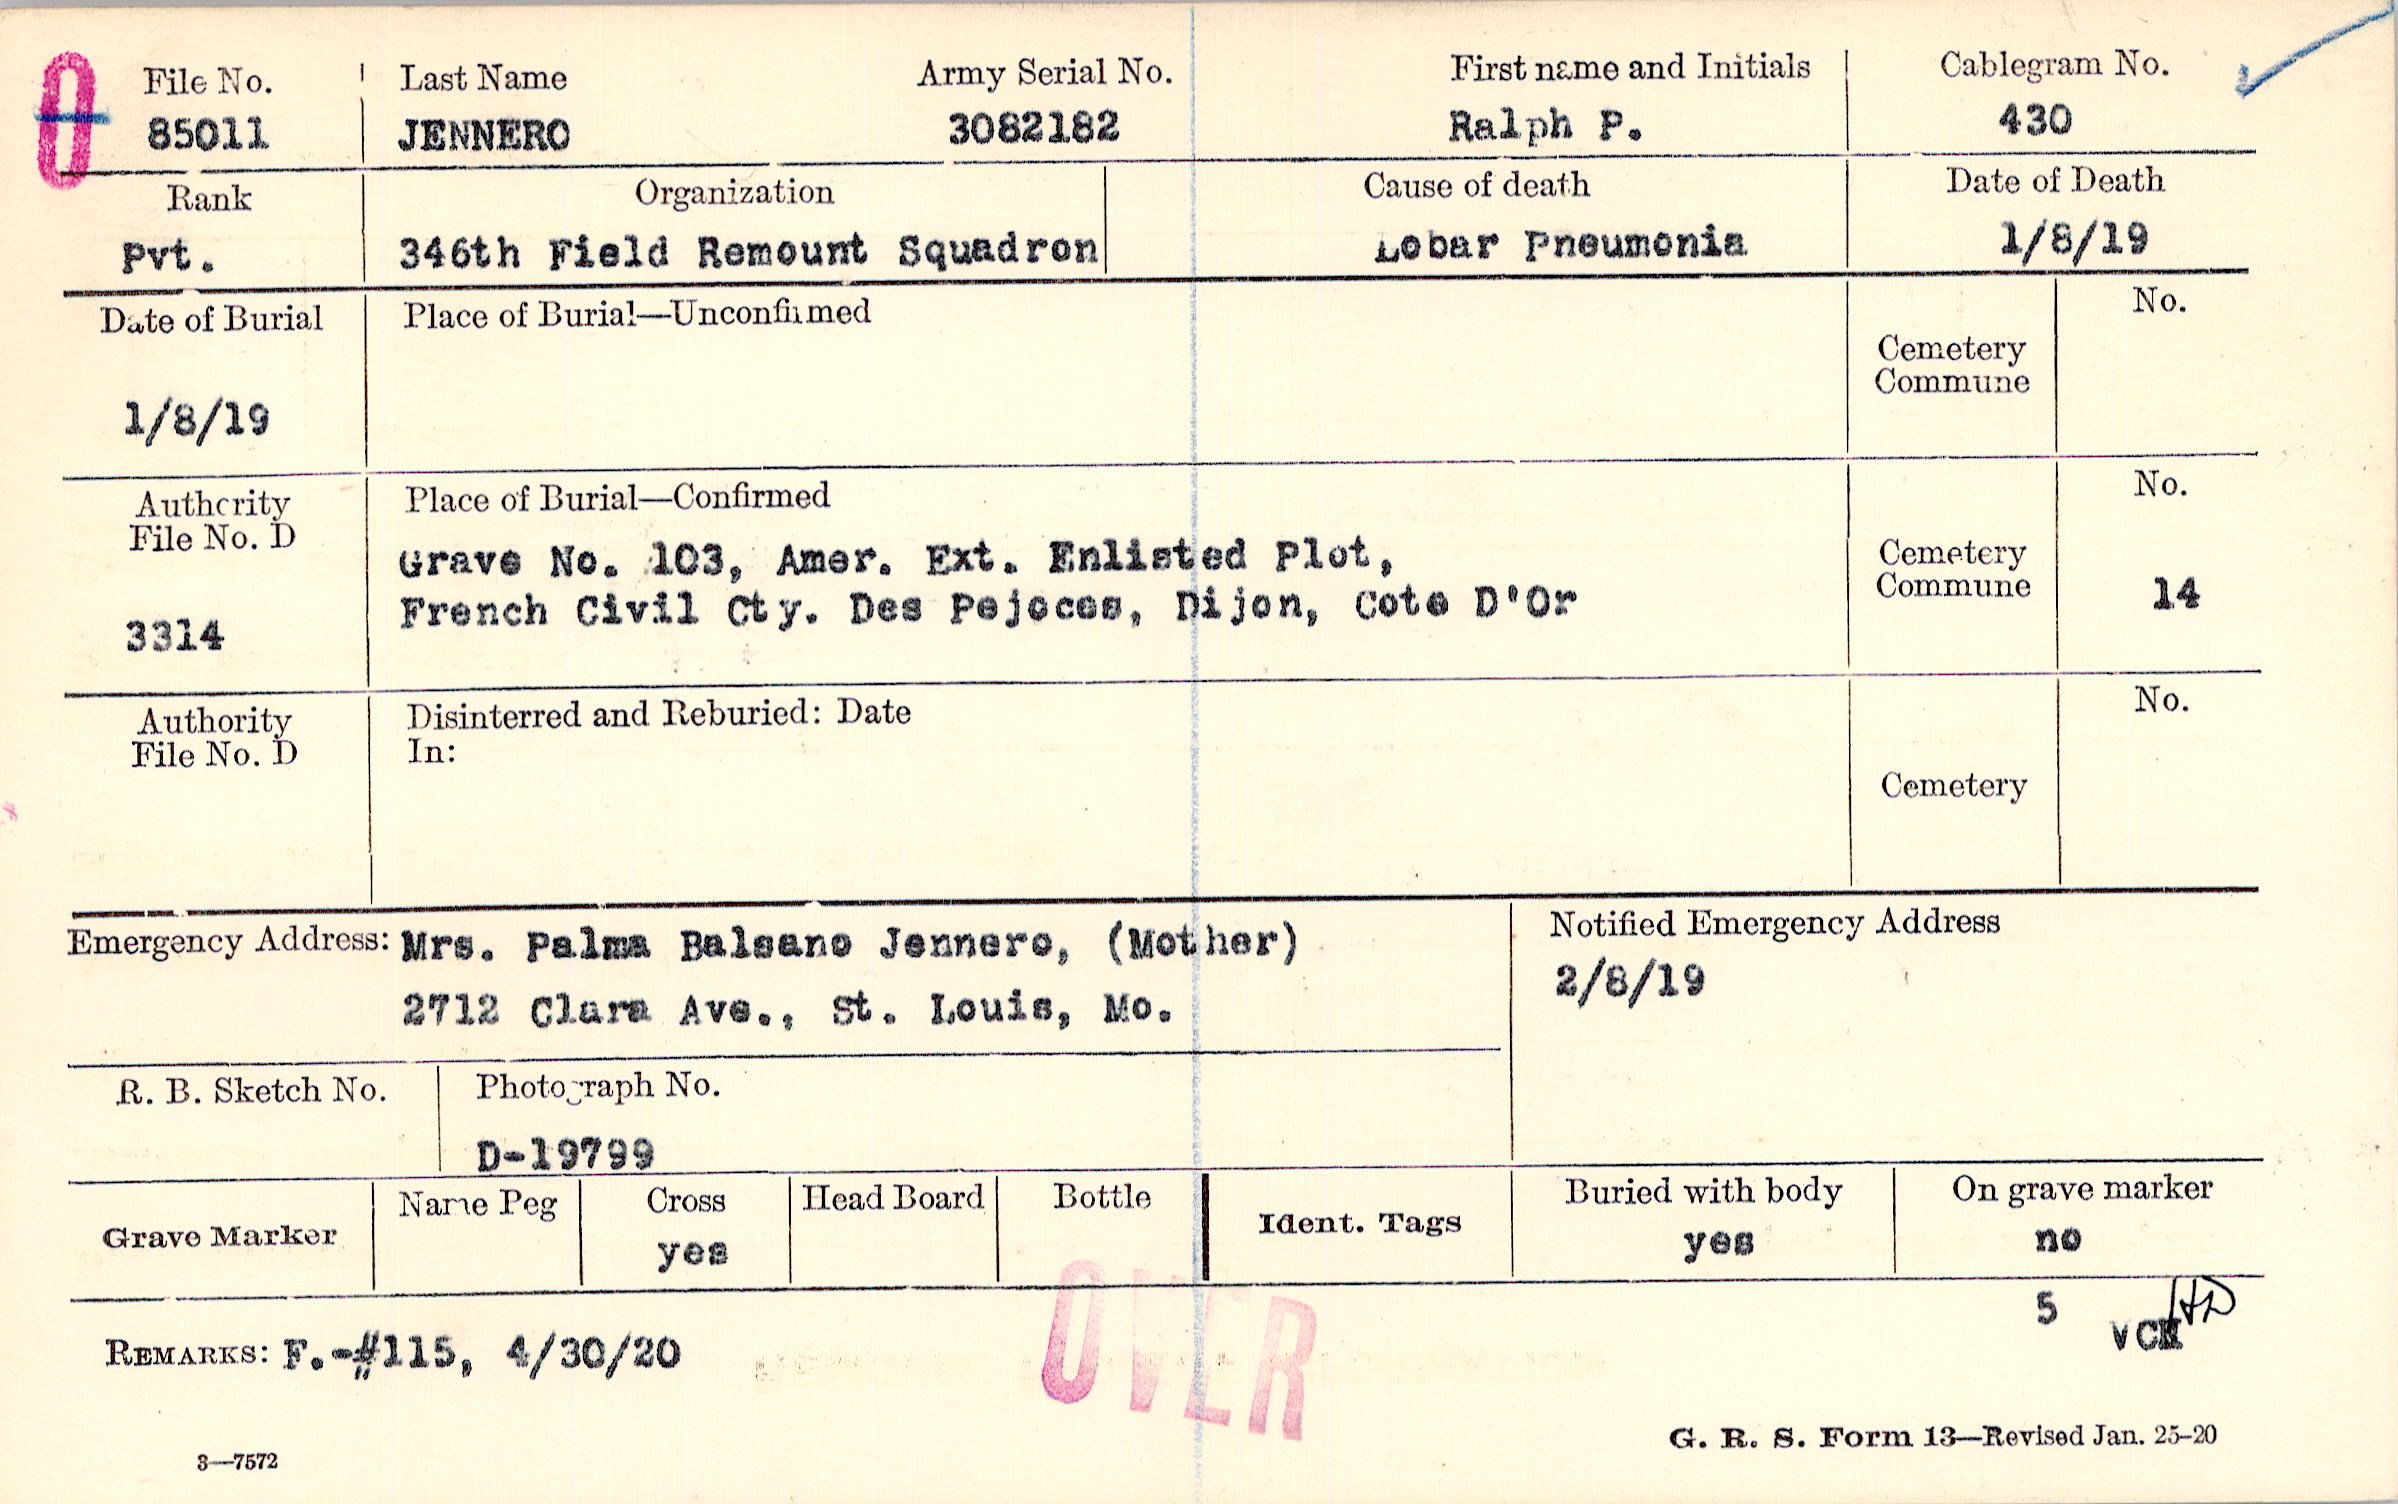 0
File No. Last Name Army Serial No. First name and Initials Cablegram No.
85011 JENNERO 3082182 Ralph P. 430
Rank Organization Cause of death Date of Death
Pvt. 346th Field Remount Squadron Lobar Pneumonia 1/8/19
Date of Burial Place of Burial—Unconfirmed No.
Cemetery
Commune
1/8/19
Authority Place of Burial—Confirmed No.
File No. D
Grave No. 103, Amer. Ext. Enlisted Plot, Cemetery
French Civil Cty. Des Pejoces, Dijon, Cote D'Or Commune 14
3314
Authority Disinterred and Reburied: Date No.
File No. D In:
Cemetery
Emergency Address: Mrs. Palma Balsano Jennero, (Mother) Notified Emergency Address
2712 Clara Ave., St. Louis, Mo. 2/8/19
R. B. Sketch No. Photograph No.
D-19799
Grave Marker Name Peg Cross Head Board Bottle Ident. Tags Buried with body On grave marker
yes yes no
5
HD
REMARKS: F.-#115, 4/30/20
OVER
3—7572 G. R. S. Form 13—Revised Jan. 25-20